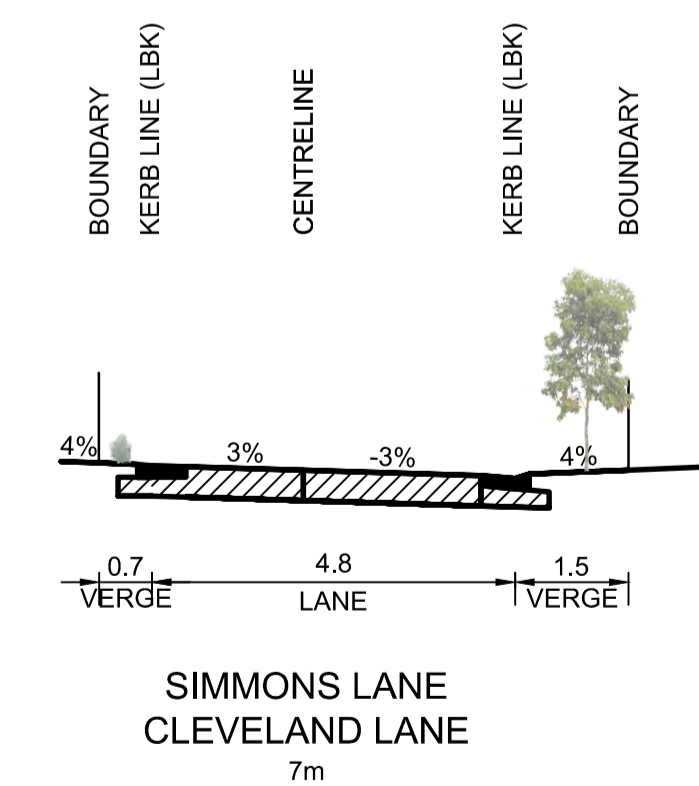 BOUNDARY
KERB LINE (LBK)
CENTRELINE
KERB LINE (LBK)
BOUNDARY
4%
3%
-3%
4%
0.7
4.8
1.5
VERGE
LANE
VERGE
SIMMONS LANE
CLEVELAND LANE
7m